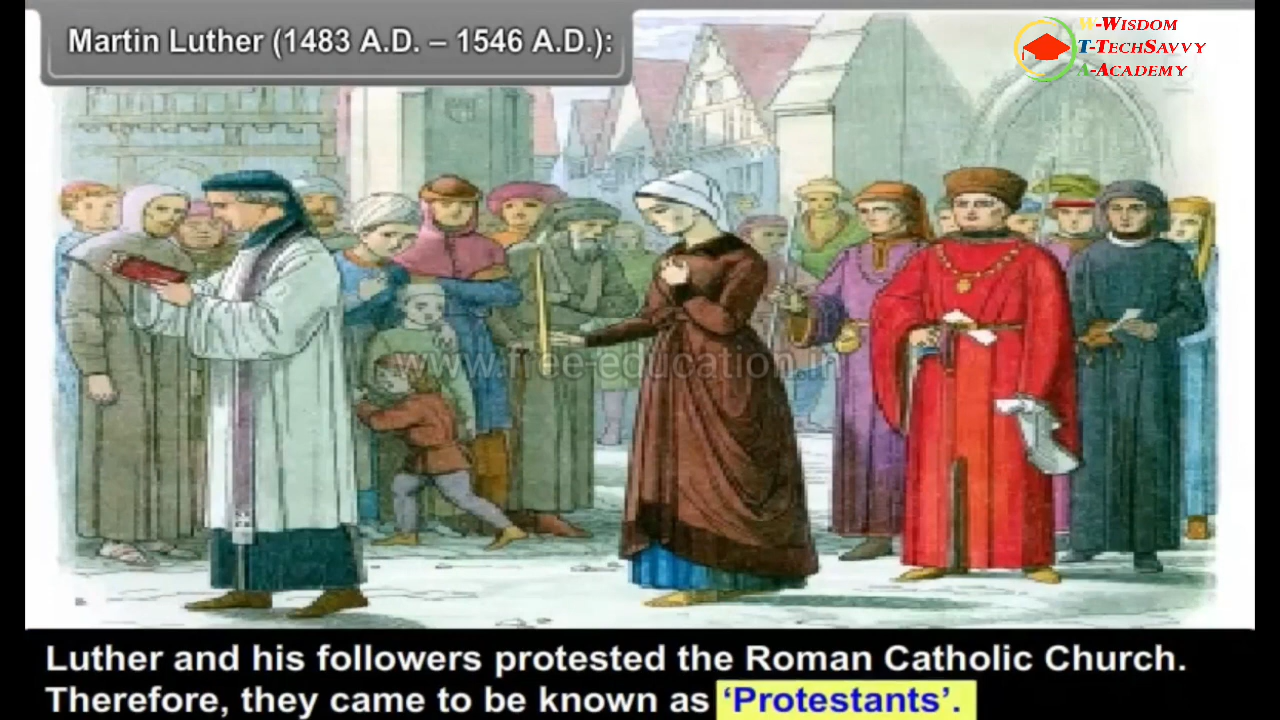 Martin Luther (1483 A.D. – 1546 A.D.):
W-Wisdom
T-TechSavvy
A-Academy
www.free-education.in
Luther and his followers protested the Roman Catholic Church.
Therefore, they came to be known as ‘Protestants’.